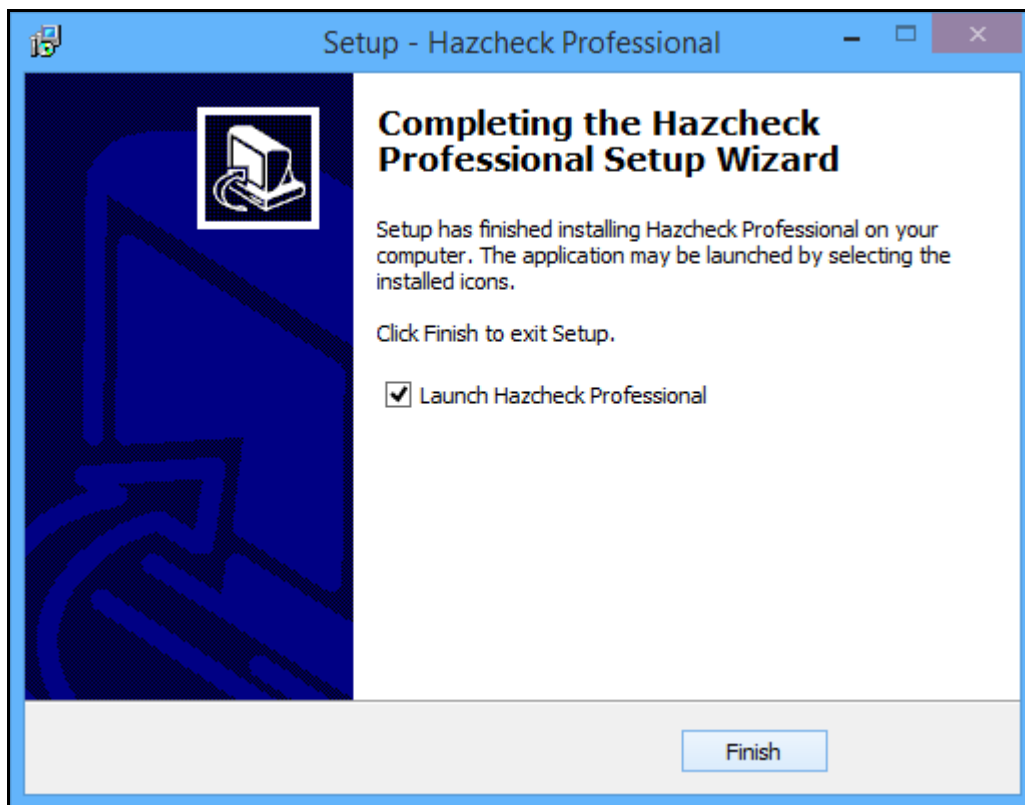 Setup - Hazcheck Professional
Completing the Hazcheck
Professional Setup Wizard
Setup has finished installing Hazcheck Professional on your
computer. The application may be launched by selecting the
installed icons.
Click Finish to exit Setup.
Launch Hazcheck Professional
Finish